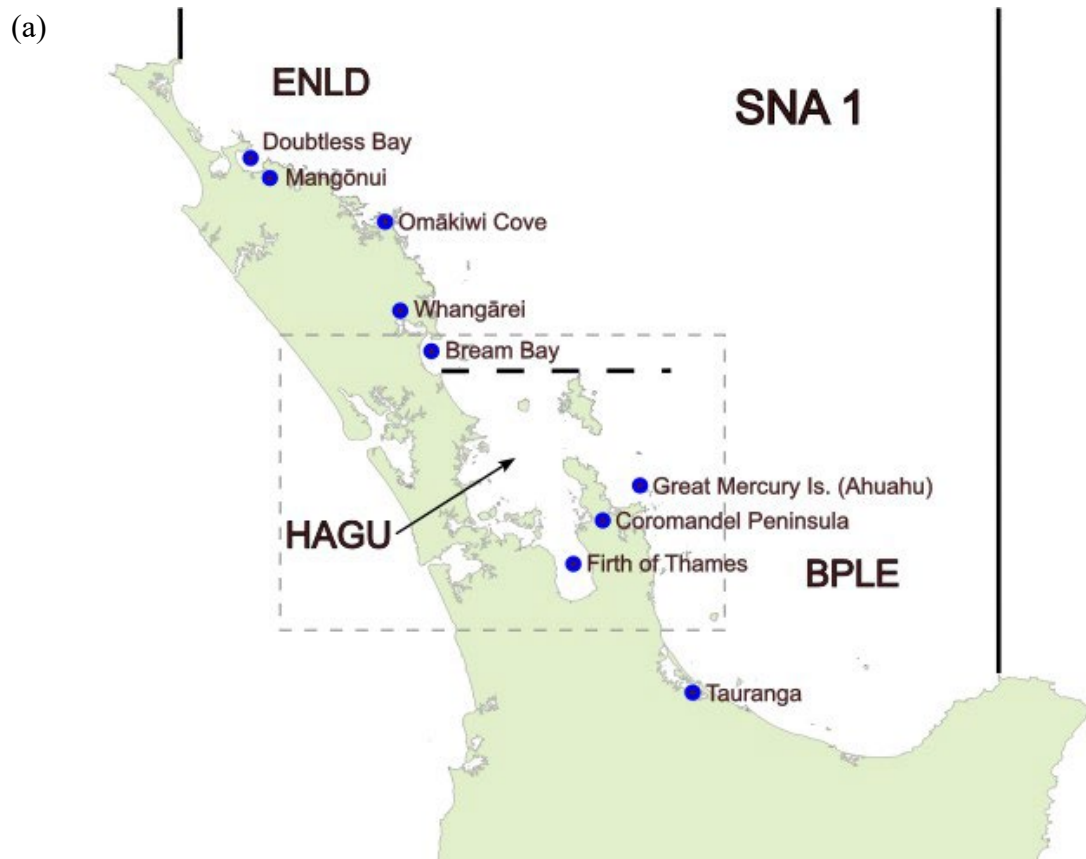 (a)
ENLD
SNA 1
Doubtless Bay
Mangōnui
Omākiwi Cove
Whangārei
Bream Bay
Great Mercury Is. (Ahuahu)
Coromandel Peninsula
HAGU
Firth of Thames
BPLE
Tauranga